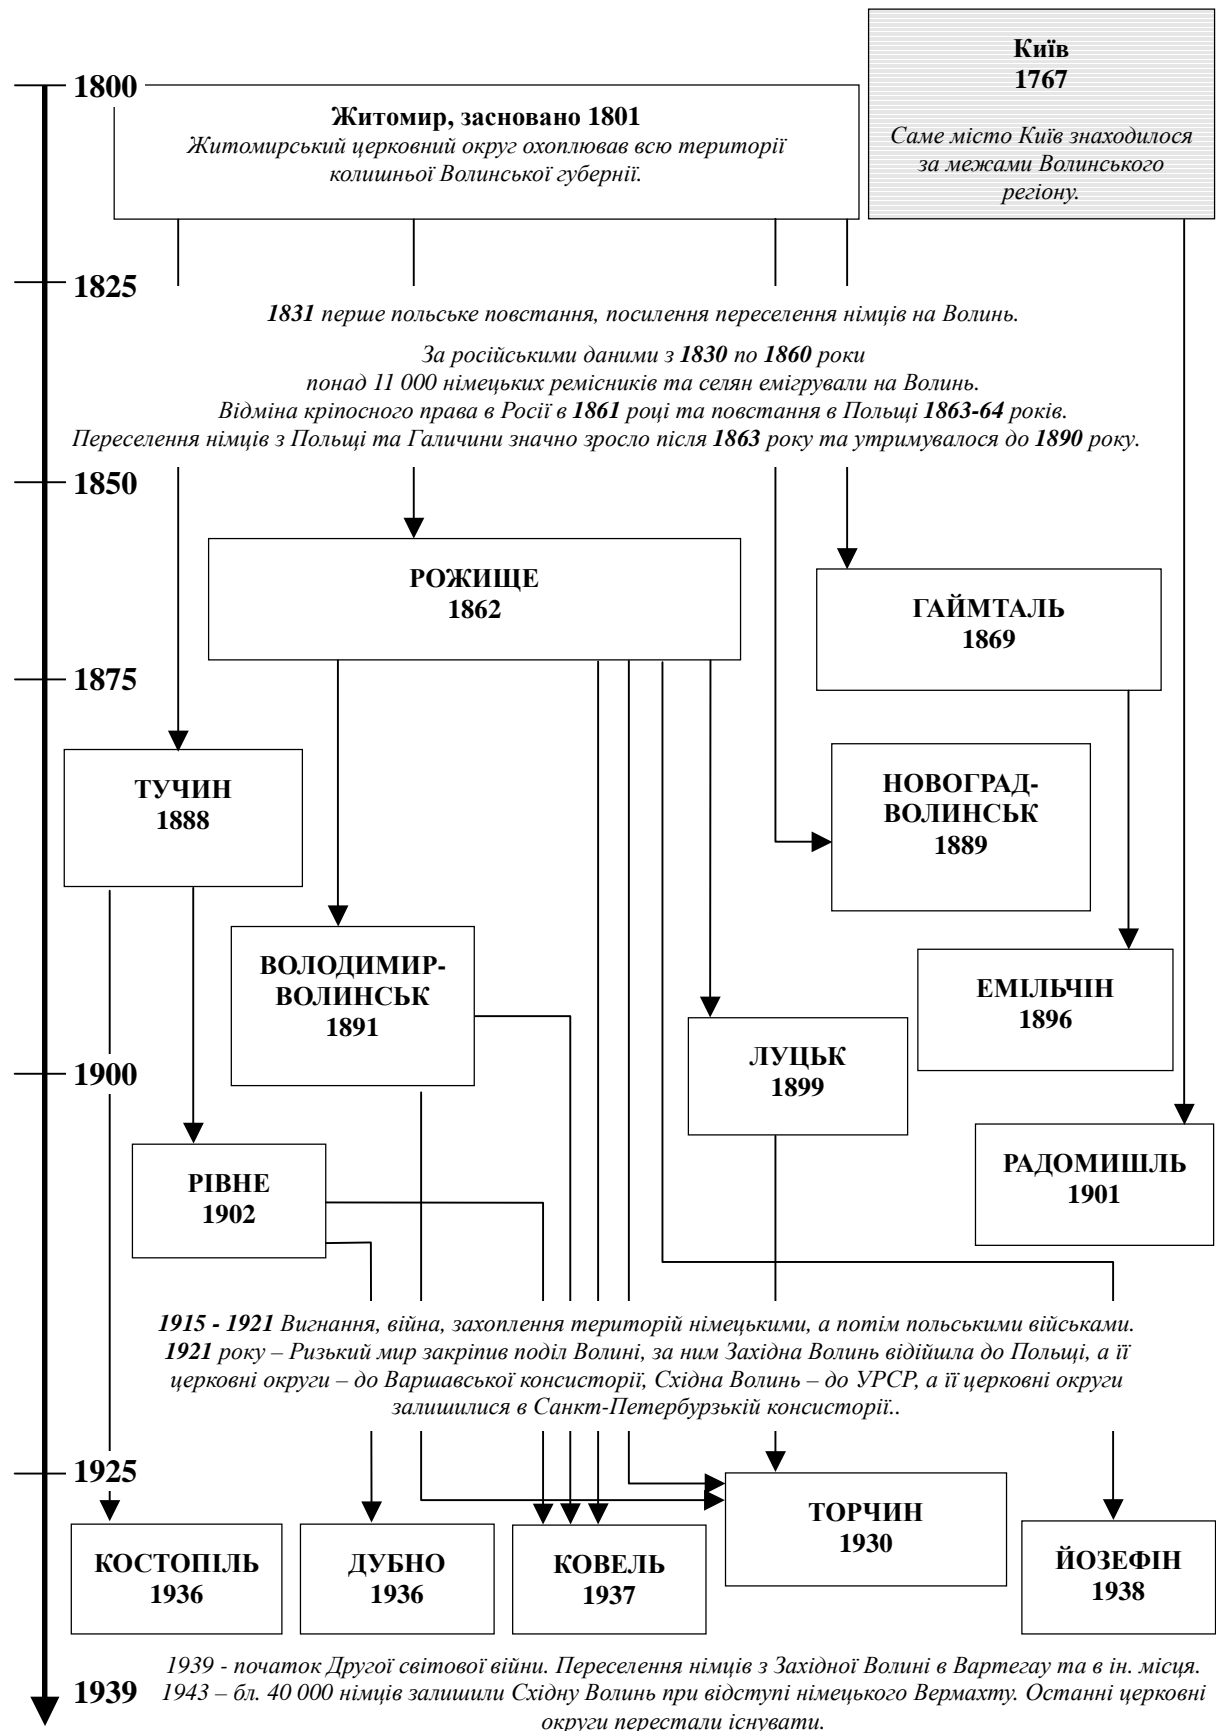 Київ
1767
Саме місто Київ знаходилося
за межами Волинського
регіону.
1800
Житомир, засновано 1801
Житомирський церковний округ охоплював всю території
колишньої Волинської губернії.
1825
1831 перше польське повстання, посилення переселення німців на Волинь.
За російськими даними з 1830 по 1860 роки
понад 11 000 німецьких ремісників та селян емігрували на Волинь.
Відміна кріпосного права в Росії в 1861 році та повстання в Польщі 1863-64 років.
Переселення німців з Польщі та Галичини значно зросло після 1863 року та утримувалося до 1890 року.
1850
РОЖИЩЕ
1862
ГАЙМТАЛЬ
1869
1875
ТУЧИН
1888
НОВОГРАД-
ВОЛИНСЬК
1889
ВОЛОДИМИР-
ВОЛИНСЬК
1891
ЕМІЛЬЧІН
1896
ЛУЦЬК
1899
1900
РІВНЕ
1902
РАДОМИШЛЬ
1901
1915 - 1921 Вигнання, війна, захоплення територій німецькими, а потім польськими військами.
1921 року – Ризький мир закріпив поділ Волині, за ним Західна Волинь відійшла до Польщі, а її
церковні округи – до Варшавської консисторії, Східна Волинь – до УРСР, а її церковні округи
залишилися в Санкт-Петербурзькій консисторії..
1925
ТОРЧИН
1930
КОСТОПІЛЬ
1936
ДУБНО
1936
КОВЕЛЬ
1937
ЙОЗЕФІН
1938
1939 - початок Другої світової війни. Переселення німців з Західної Волині в Вартегау та в ін. місця.
1939
1943 – бл. 40 000 німців залишили Східну Волинь при відступі німецького Вермахту. Останні церковні
округи перестали існувати.